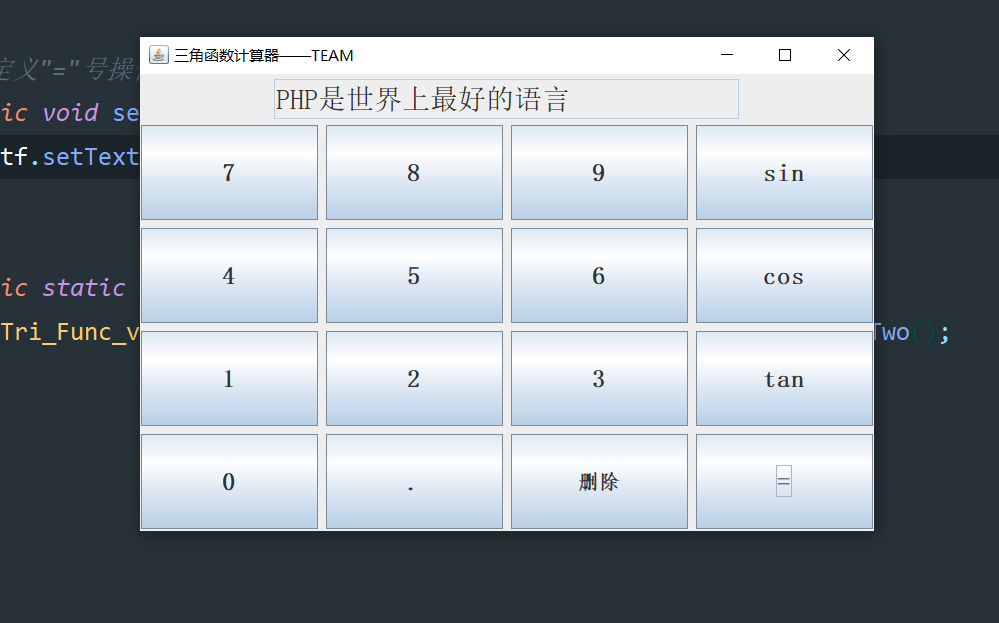 三角函数计算器——TEAM
定义"="号操
ic void se
tf.setText
PHP是世界上最好的语言
7 8 9 sin
4 5 6 cos
ic static
Tri_Func_v Two();
1 2 3 tan
0 . 删除 =